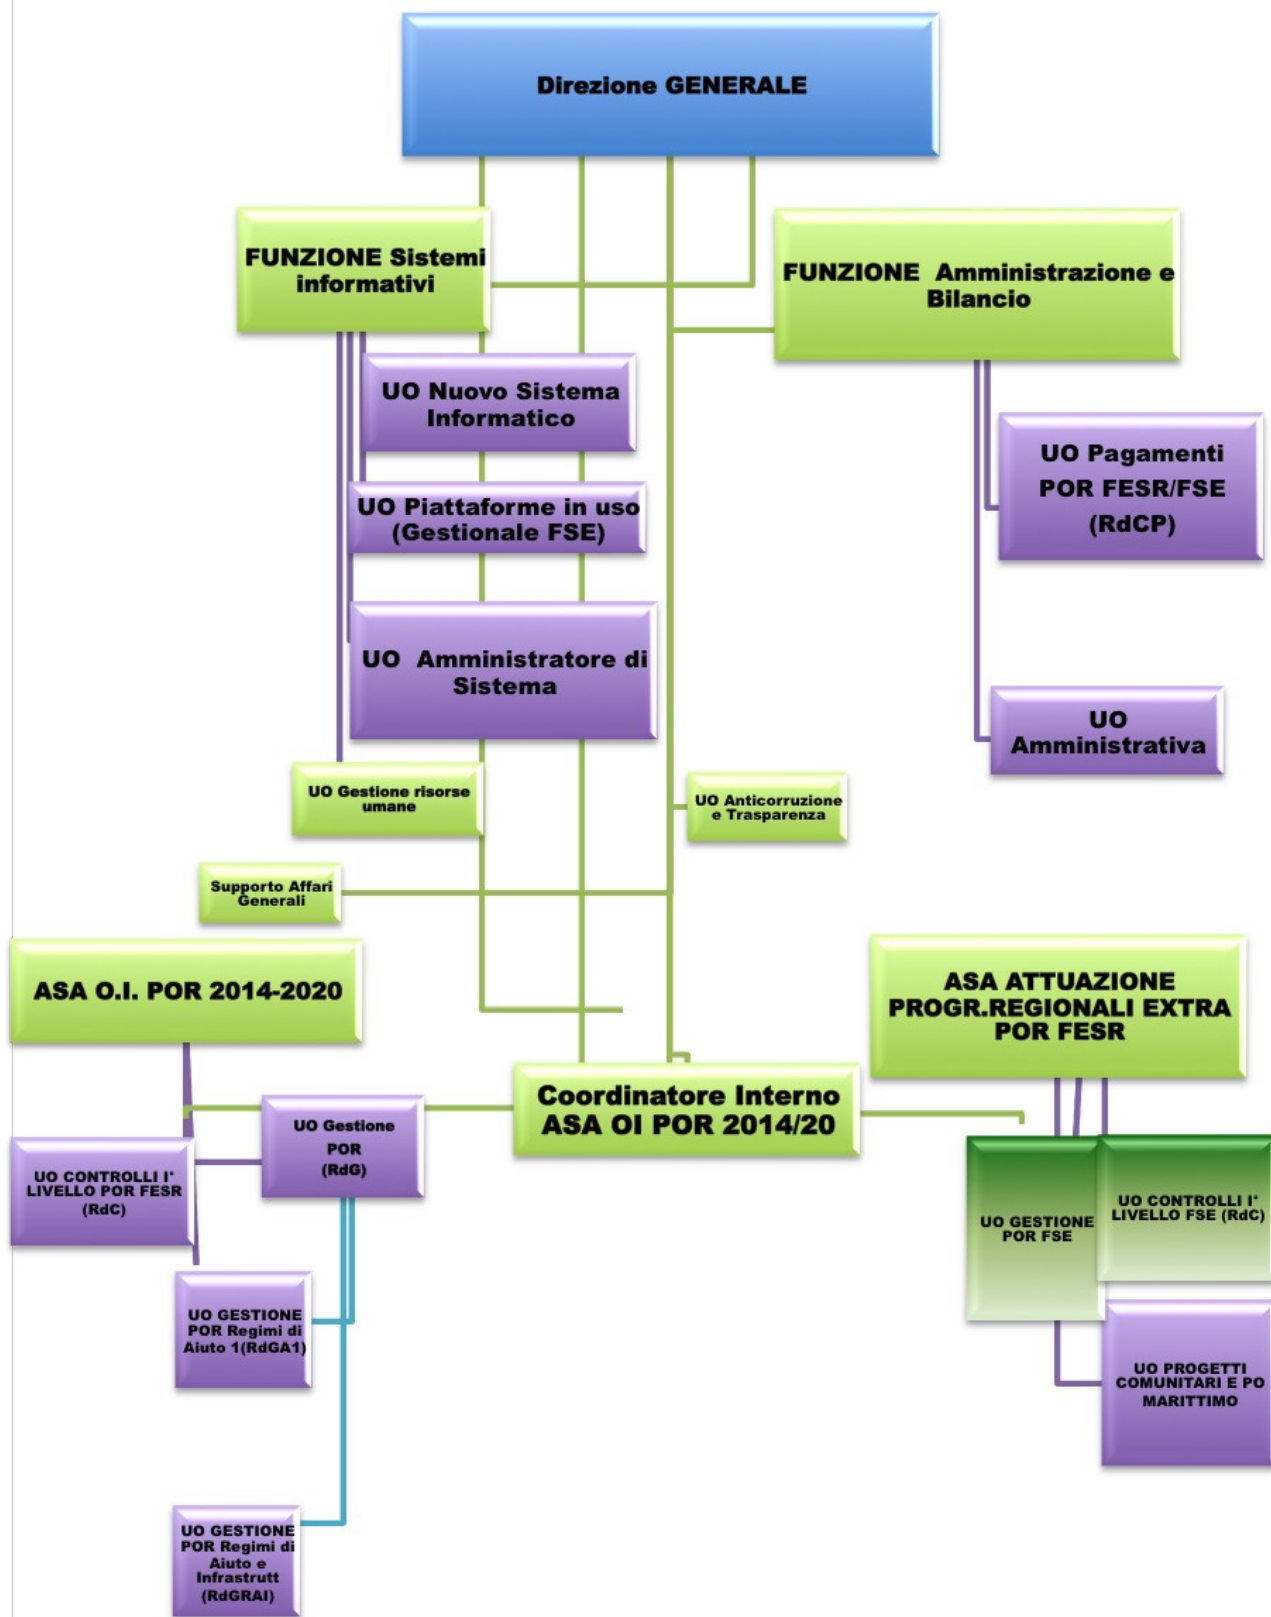 Direzione GENERALE
FUNZIONE Sistemi
informativi
FUNZIONE Amministrazione e
Bilancio
UO Nuovo Sistema
Informatico
UO Pagamenti
POR FESR/FSE
(RdCP)
UO Piattaforme in uso
(Gestionale FSE)
UO Amministratore di
Sistema
UO
Amministrativa
UO Gestione risorse
umane
UO Anticorruzione
e Trasparenza
Supporto Affari
Generali
ASA O.I. POR 2014-2020
ASA ATTUAZIONE
PROGR.REGIONALI EXTRA
POR FESR
Coordinatore Interno
ASA OI POR 2014/20
UO Gestione
POR
(RdG)
UO CONTROLLI I°
LIVELLO POR FESR
(RdC)
UO GESTIONE
POR FSE
UO CONTROLLI I°
LIVELLO FSE (RdC)
UO GESTIONE
POR Regimi di
Aiuto 1(RdGA1)
UO PROGETTI
COMUNITARI E PO
MARITTIMO
UO GESTIONE
POR Regimi di
Aiuto e
Infrastrutt
(RdGRAI)